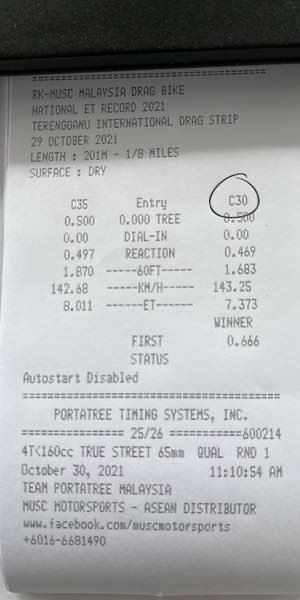 RK-MUSC MALAYSIA DRAG BIKE
NATIONAL ET RECORD 2021
TERENGGANU INTERNATIONAL DRAG STRIP
29 OCTOBER 2021
LENGTH : 201M - 1/8 MILES
SURFACE : DRY
C35 Entry C30
0.500 0.000 TREE 0.500
0.00 DIAL-IN 0.00
0.497 REACTION 0.469
1.870 -----60FT----- 1.683
142.68 -----KM/H----- 143.25
8.011 ------ET------ 7.373
WINNER
FIRST 0.666
STATUS
Autostart Disabled
========================================
PORTATREE TIMING SYSTEMS, INC.
================ 25/26 ===========600214
4T<160cc TRUE STREET 65mm QUAL RND 1
October 30, 2021 11:10:54 AM
TEAM PORTATREE MALAYSIA
MUSC MOTORSPORTS - ASEAN DISTRIBUTOR
www.facebook.com/muscmotorsports
+6016-6681490